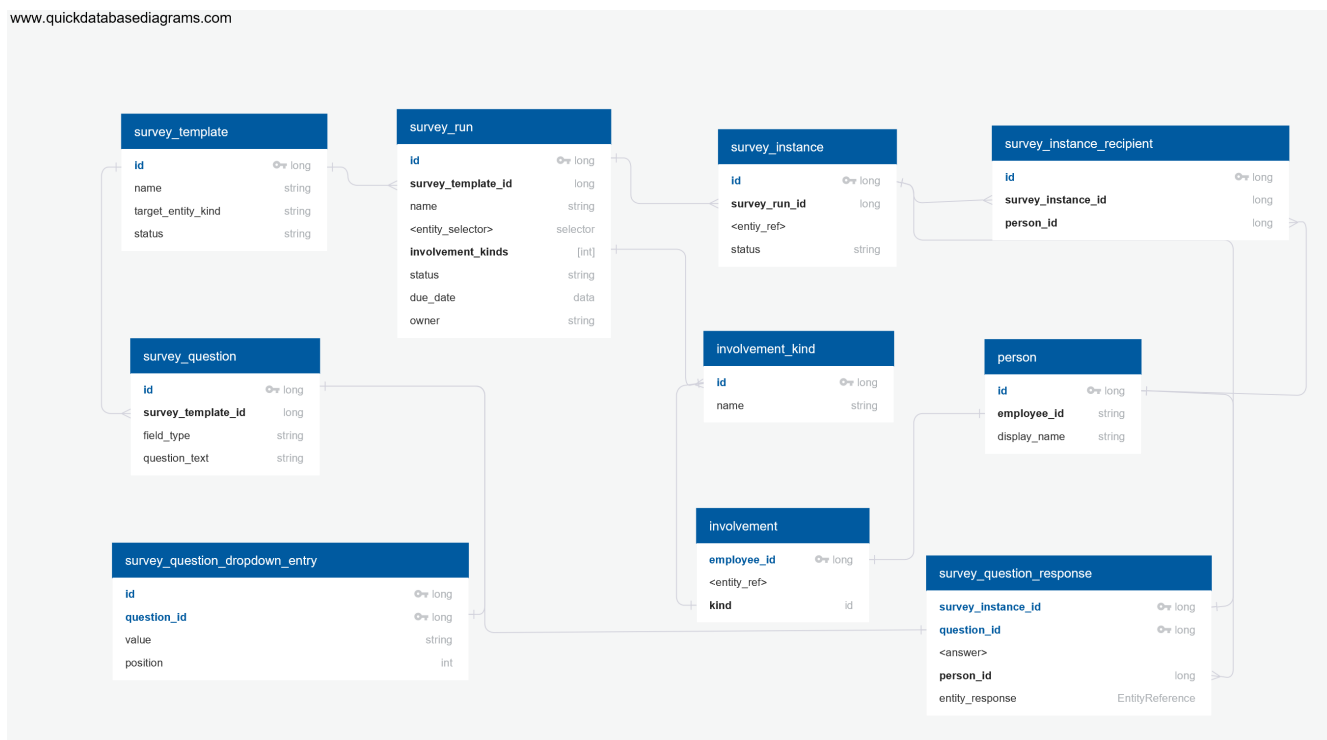 www.quickdatabasediagrams.com
survey_template
id long
name string
target_entity_kind string
status string
survey_run
id long
survey_template_id long
name string
<entity_selector> selector
involvement_kinds [int]
status string
due_date data
owner string
survey_instance
id long
survey_run_id long
<entiy_ref>
status string
survey_instance_recipient
id long
survey_instance_id long
person_id long
survey_question
id long
survey_template_id long
field_type string
question_text string
involvement_kind
id long
name string
person
id long
employee_id string
display_name string
survey_question_dropdown_entry
id long
question_id long
value string
position int
involvement
employee_id long
<entity_ref>
kind id
survey_question_response
survey_instance_id long
question_id long
<answer>
person_id long
entity_response EntityReference